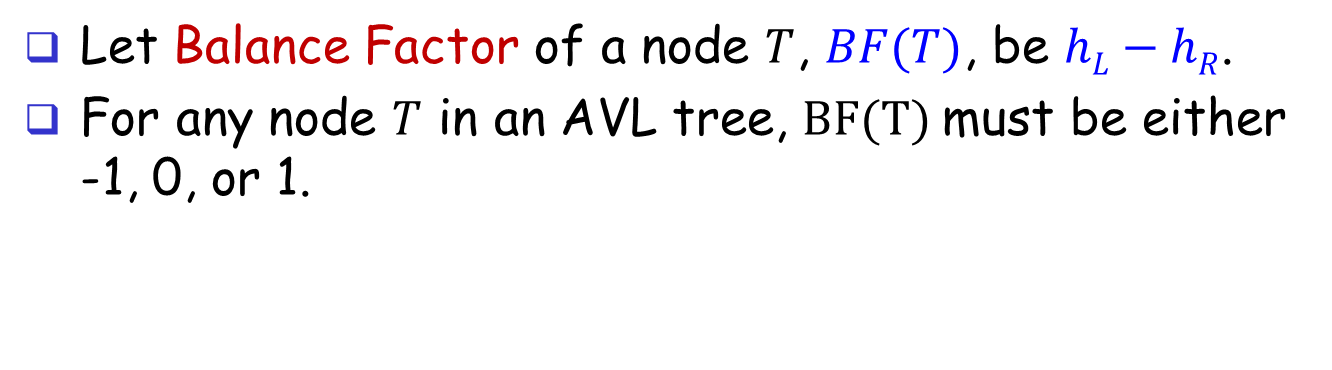 ❑ Let Balance Factor of a node T, BF(T), be h_L − h_R.
❑ For any node T in an AVL tree, BF(T) must be either
-1, 0, or 1.